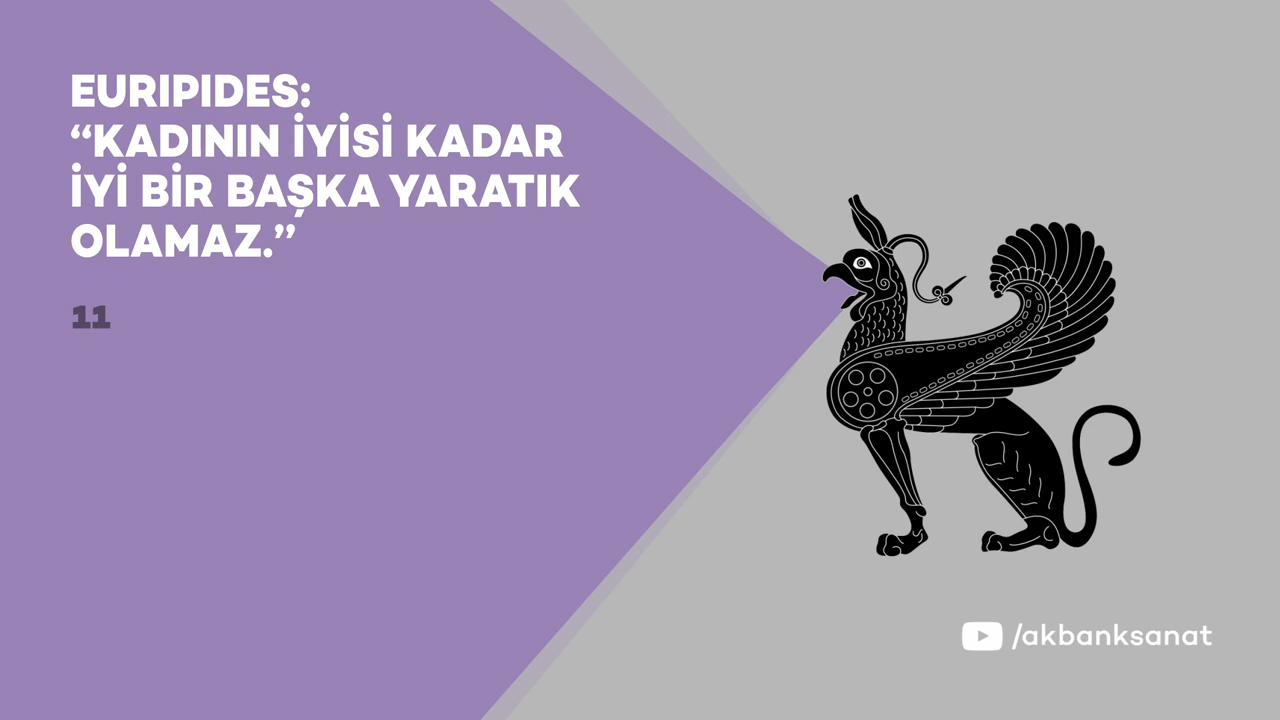 EURIPIDES:
“KADININ İYİSİ KADAR
İYİ BİR BAŞKA YARATIK
OLAMAZ.”
11
/akbanksanat